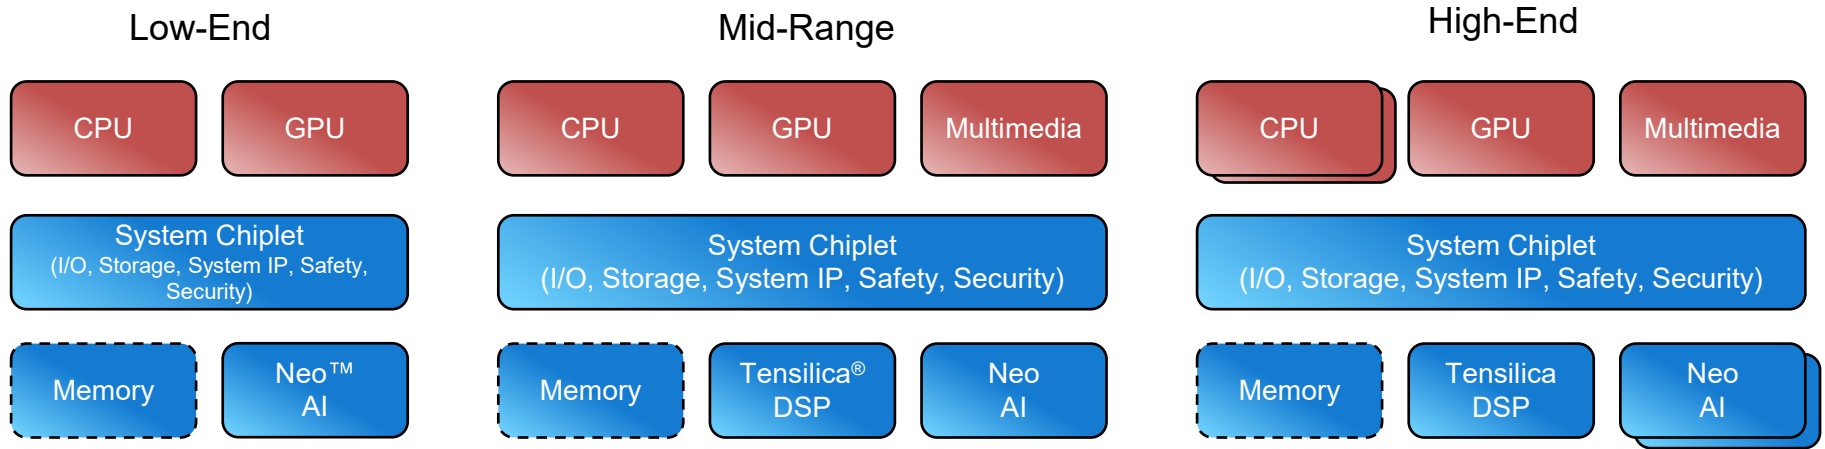 Low-End
Mid-Range
High-End
CPU
GPU
CPU
GPU
Multimedia
CPU
GPU
Multimedia
System Chiplet
(I/O, Storage, System IP, Safety,
Security)
System Chiplet
(I/O, Storage, System IP, Safety, Security)
System Chiplet
(I/O, Storage, System IP, Safety, Security)
Memory
Neo™
AI
Memory
Tensilica®
DSP
Neo
AI
Memory
Tensilica
DSP
Neo
AI